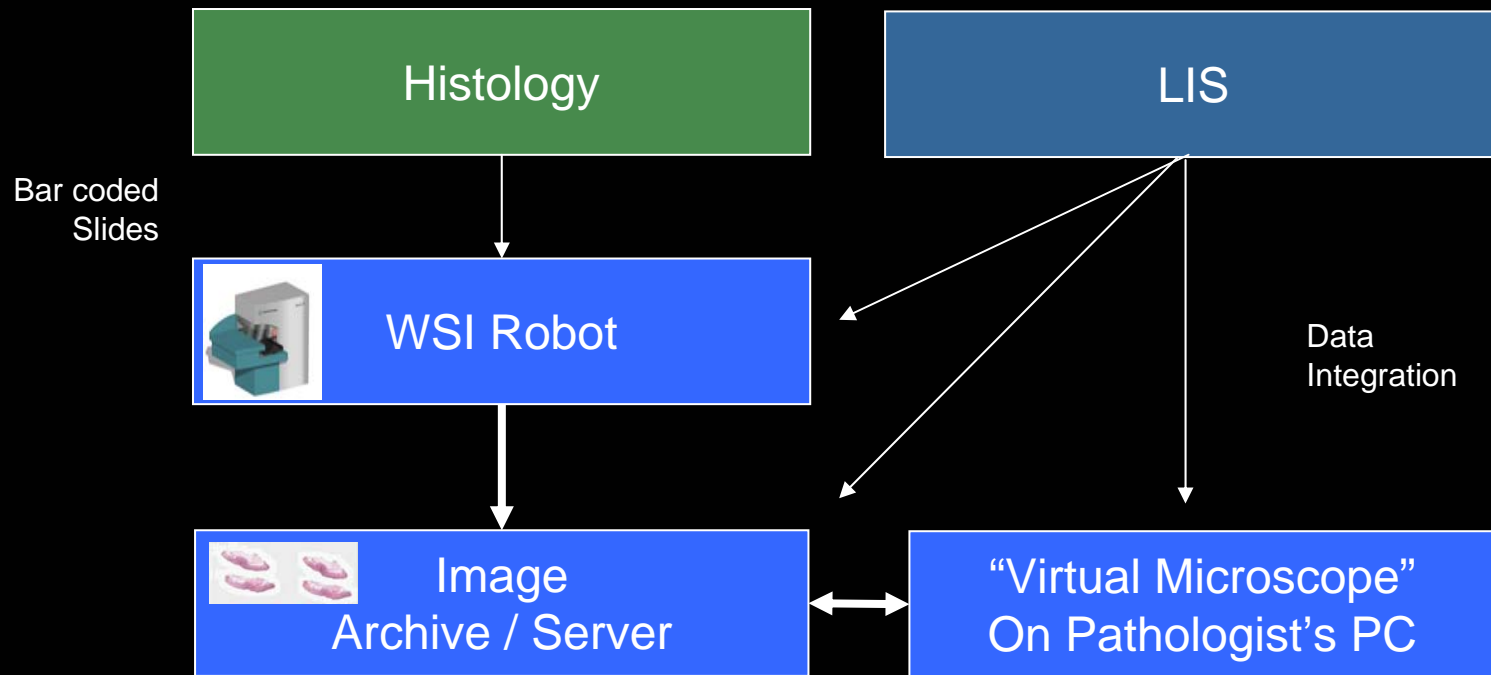 Histology
LIS
Bar coded
Slides
WSI Robot
Data
Integration
Image
Archive / Server
“Virtual Microscope”
On Pathologist’s PC